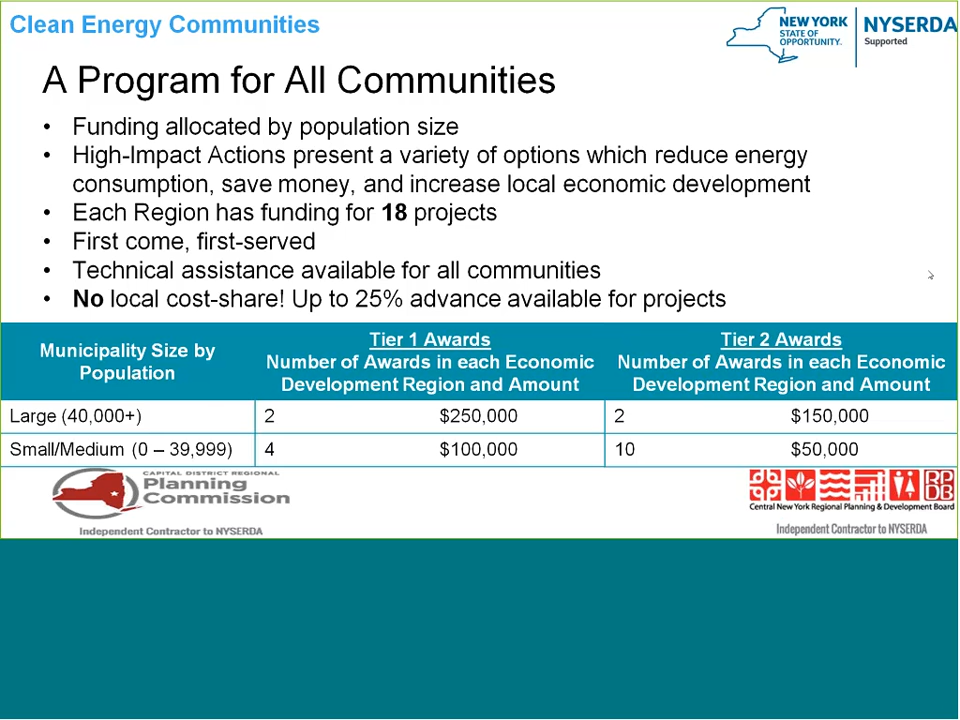 Clean Energy Communities
NEW YORK
STATE OF
OPPORTUNITY.
NYSERDA
Supported
A Program for All Communities
• Funding allocated by population size
• High-Impact Actions present a variety of options which reduce energy
consumption, save money, and increase local economic development
• Each Region has funding for 18 projects
• First come, first-served
• Technical assistance available for all communities
• No local cost-share! Up to 25% advance available for projects
Municipality Size by
Population
Tier 1 Awards
Number of Awards in each Economic
Development Region and Amount
Tier 2 Awards
Number of Awards in each Economic
Development Region and Amount
Large (40,000+) 2 $250,000 2 $150,000
Small/Medium (0 – 39,999) 4 $100,000 10 $50,000
CAPITAL DISTRICT REGIONAL
Planning
Commission
Independent Contractor to NYSERDA
RP
DB
Central New York Regional Planning & Development Board
Independent Contractor to NYSERDA